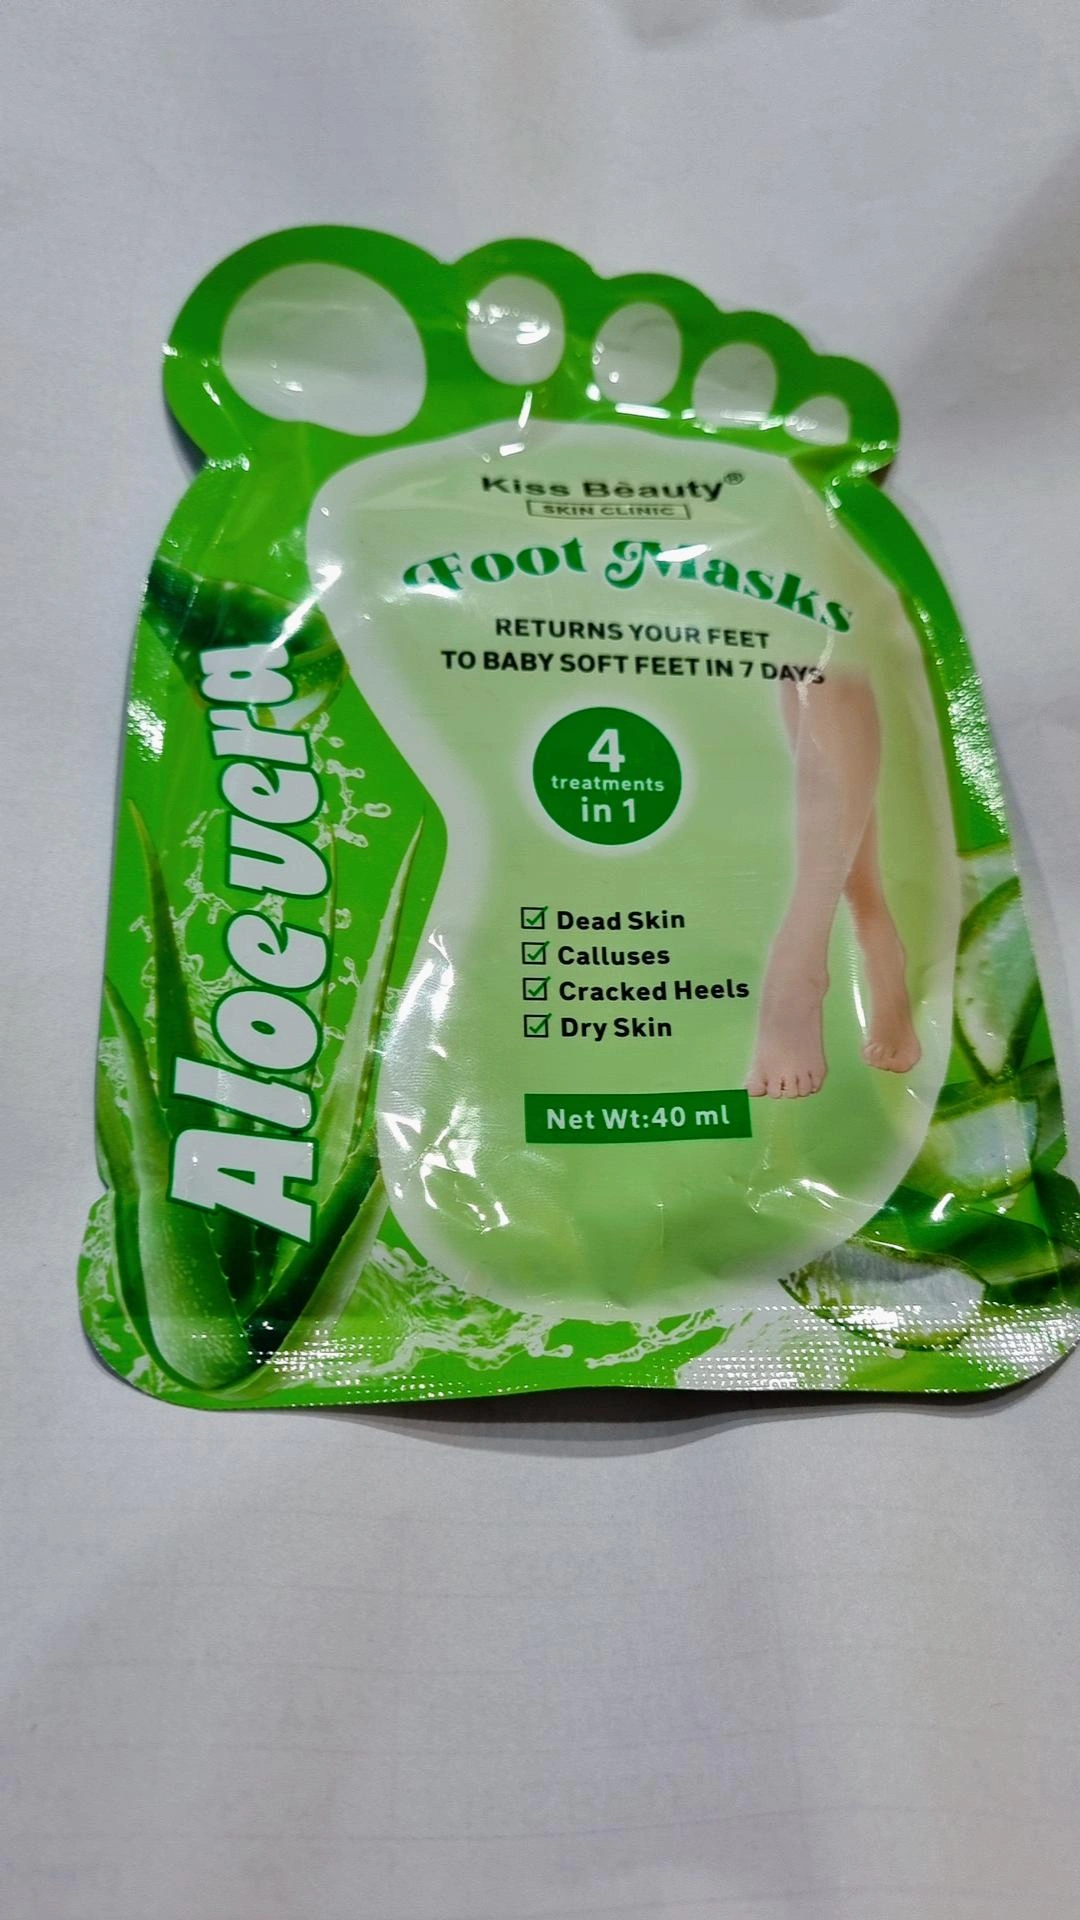 Kiss Beauty®
SKIN CLINIC
Foot Masks
RETURNS YOUR FEET
TO BABY SOFT FEET IN 7 DAYS
4
treatments
in 1
Dead Skin
Calluses
Cracked Heels
Dry Skin
Net Wt:40 ml
Aloe vera